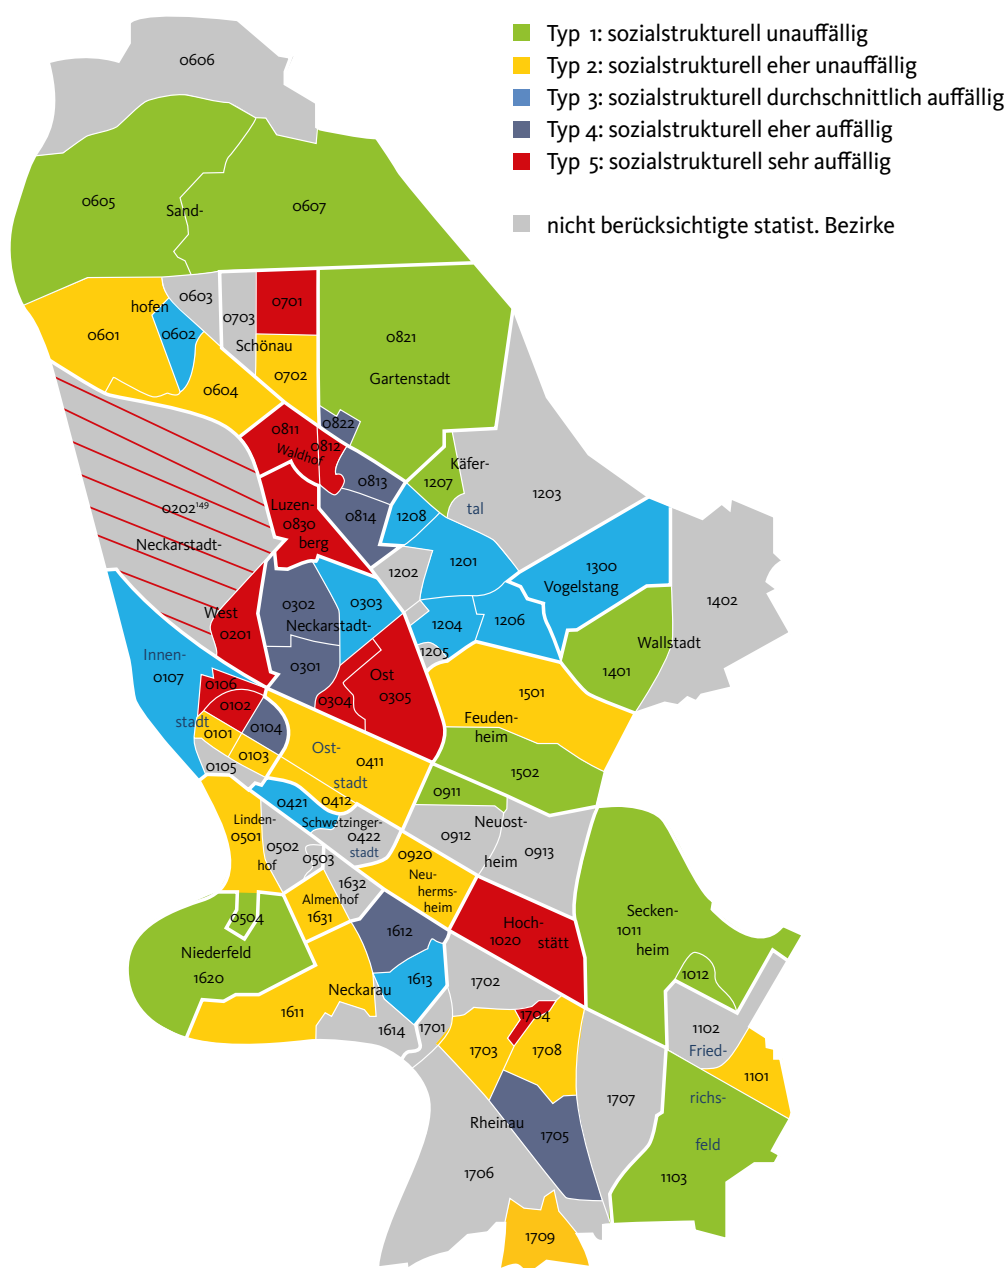 Typ 1: sozialstrukturell unauffällig
Typ 2: sozialstrukturell eher unauffällig
Typ 3: sozialstrukturell durchschnittlich auffällig
Typ 4: sozialstrukturell eher auffällig
Typ 5: sozialstrukturell sehr auffällig
nicht berücksichtigte statist. Bezirke
0606
0605
Sand-
0607
hofen
0603
0703
0701
0601
0602
Schönau
0821
0702
Gartenstadt
0604
0811
0822
Waldhof
0812
Käfer-
0813
1207
1203
tal
0202¹⁴⁹
Luzen-
0830
berg
0814
1208
Neckarstadt-
1201
1202
1300
Vogelstang
0302
0303
1402
West
0201
Neckarstadt-
1204
1206
Wallstadt
Innen-
0107
1205
0301
Ost
1401
0106
0304
0305
1501
0102
stadt
0101
0104
Feuden-
heim
0103
Ost-
0411
0105
stadt
1502
0421
0412
0911
Linden-
0501
hof
Schwetzinger-
0422
stadt
0912
Neuost-
heim
0913
0502
0503
0920
Neu-
herms-
heim
1632
Almenhof
1631
0504
Secken-
1011
heim
1612
Hoch-
1020
stätt
Niederfeld
1620
1012
1613
1702
Neckarau
1611
1614
1701
1704
1102
Fried-
1703
1708
1101
1707
richs-
Rheinau
1705
feld
1706
1103
1709